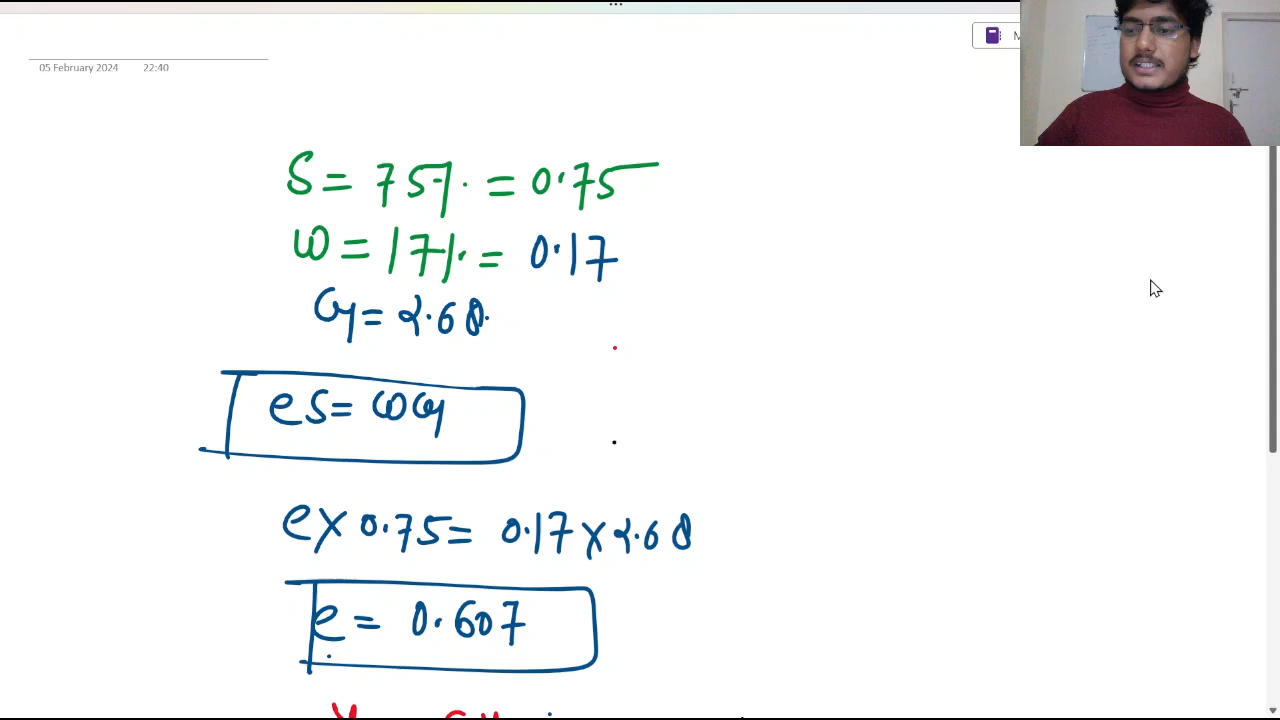 05 February 2024 22:40
S = 75% = 0.75
ω = 17% = 0.17
G = 2.68
eS = ωG
e × 0.75 = 0.17 × 2.68
e = 0.607